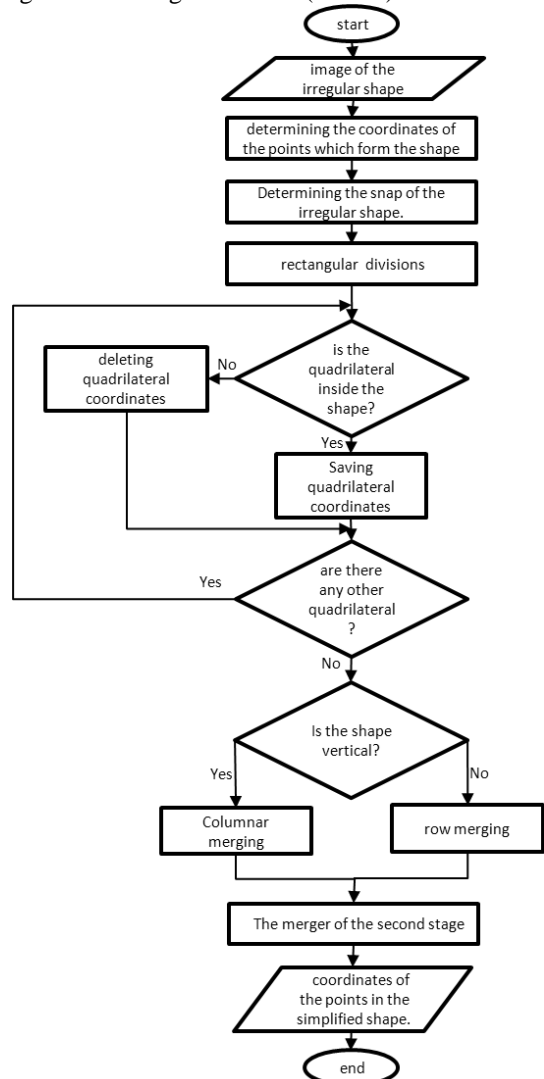 start
image of the
irregular shape
determining the coordinates of
the points which form the shape
Determining the snap of the
irregular shape.
rectangular divisions
is the
quadrilateral
inside the
shape?
No
deleting
quadrilateral
coordinates
Yes
Saving
quadrilateral
coordinates
are there
any other
quadrilateral
?
Yes
No
Is the shape
vertical?
Yes
No
Columnar
merging
row merging
The merger of the second stage
coordinates of
the points in the
simplified shape.
end